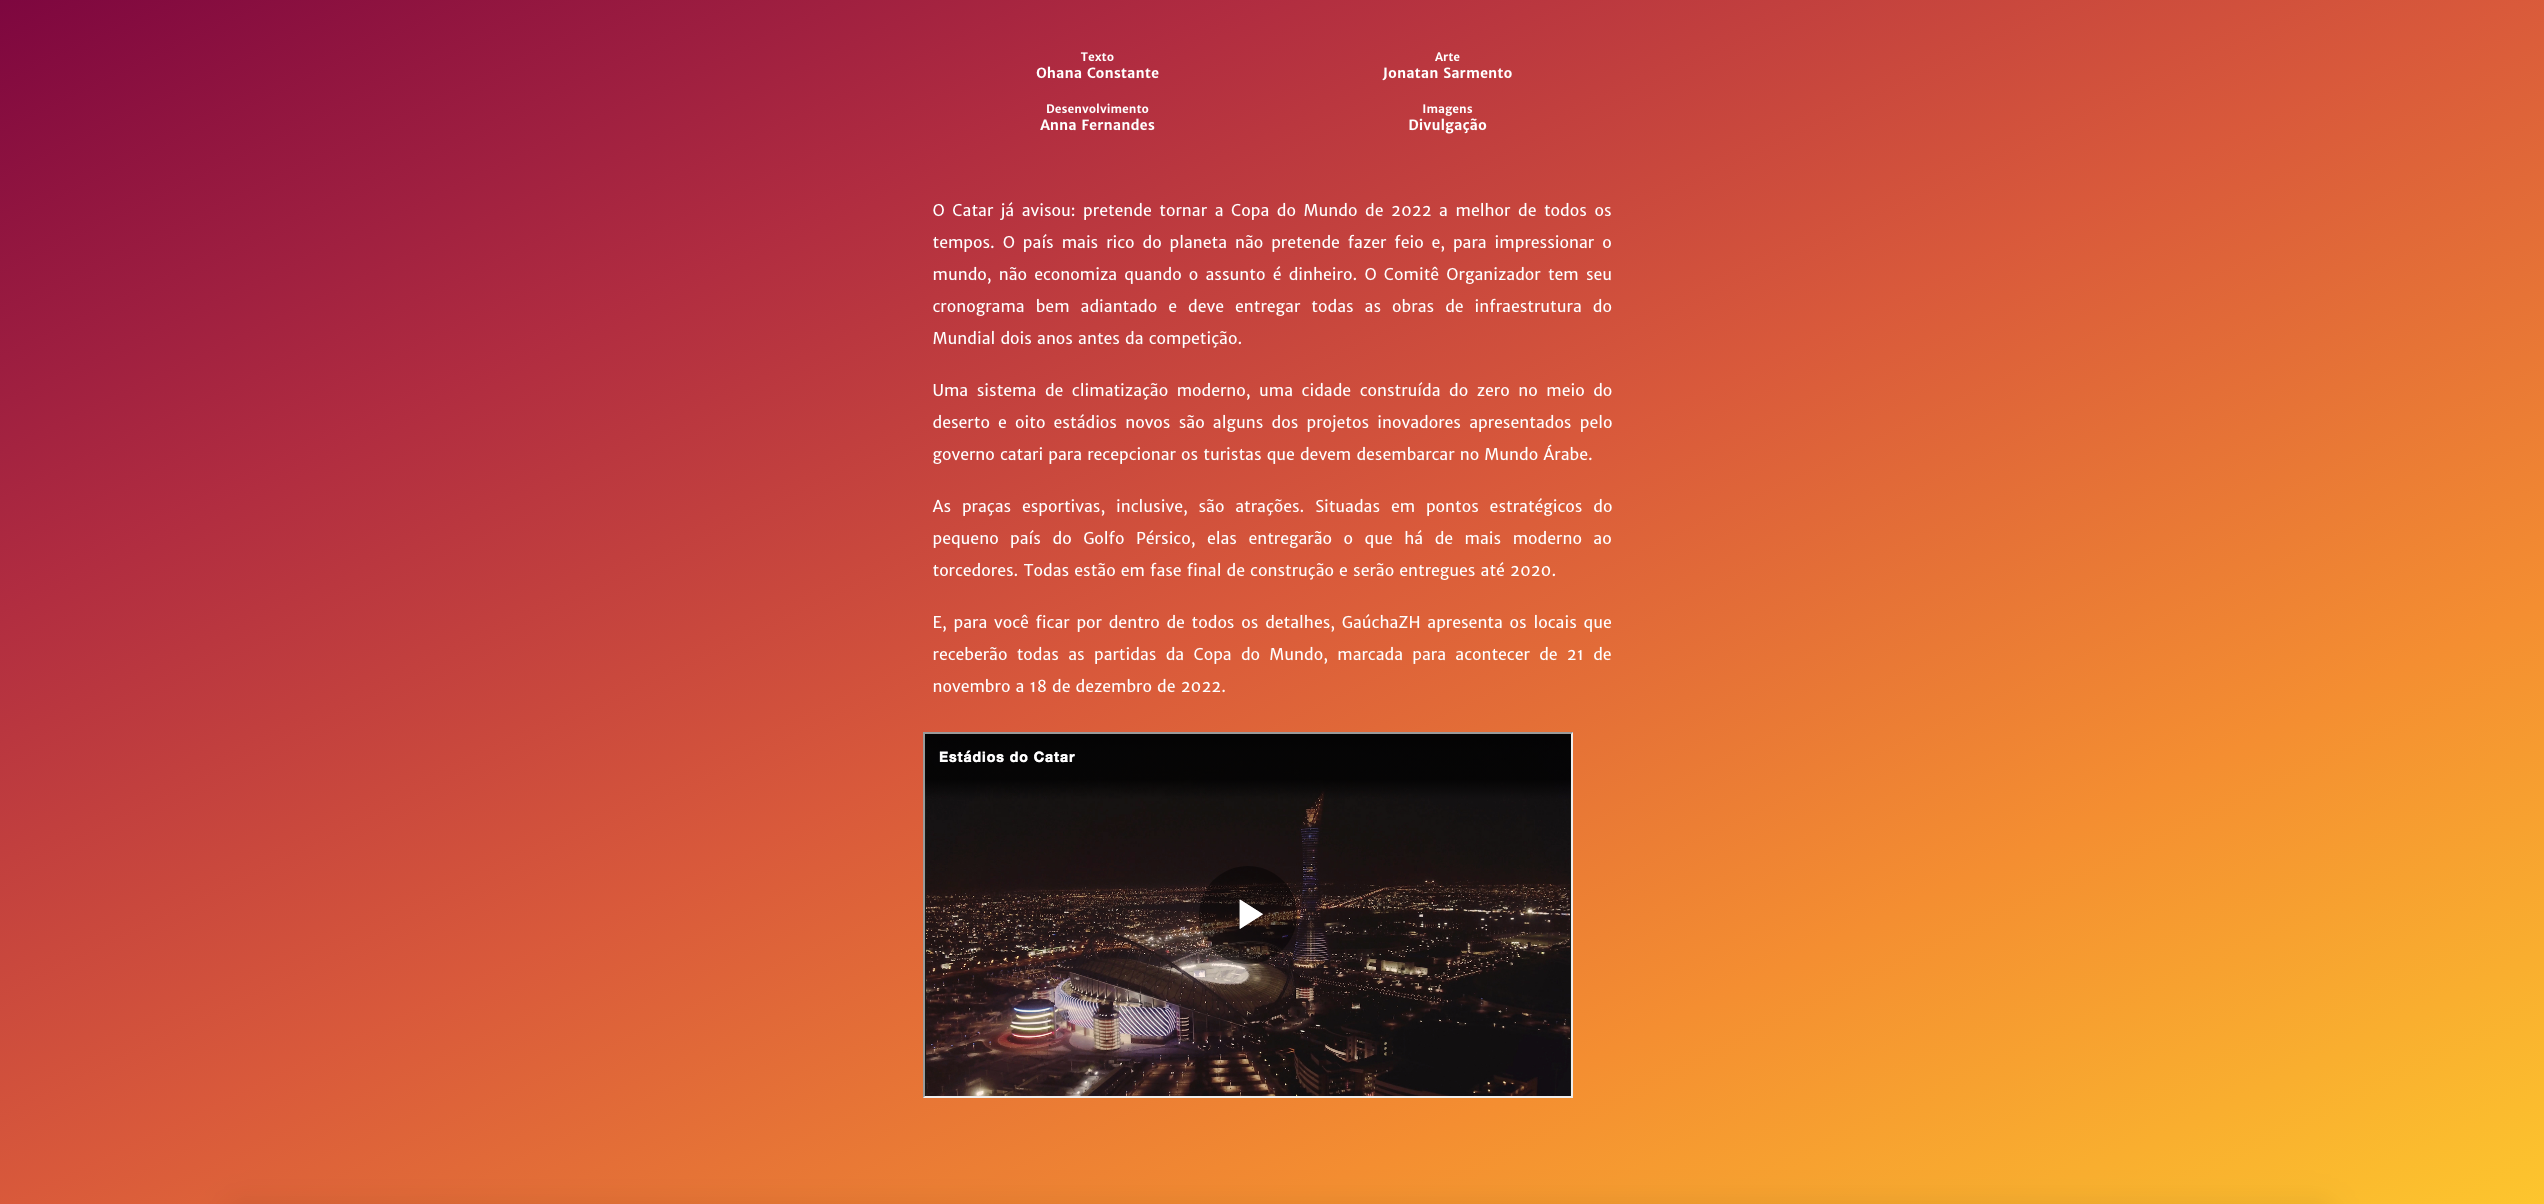 Texto
Ohana Constante
Arte
Jonatan Sarmento
Desenvolvimento
Anna Fernandes
Imagens
Divulgação
O Catar já avisou: pretende tornar a Copa do Mundo de 2022 a melhor de todos os
tempos. O país mais rico do planeta não pretende fazer feio e, para impressionar o
mundo, não economiza quando o assunto é dinheiro. O Comitê Organizador tem seu
cronograma bem adiantado e deve entregar todas as obras de infraestrutura do
Mundial dois anos antes da competição.
Uma sistema de climatização moderno, uma cidade construída do zero no meio do
deserto e oito estádios novos são alguns dos projetos inovadores apresentados pelo
governo catari para recepcionar os turistas que devem desembarcar no Mundo Árabe.
As praças esportivas, inclusive, são atrações. Situadas em pontos estratégicos do
pequeno país do Golfo Pérsico, elas entregarão o que há de mais moderno ao
torcedores. Todas estão em fase final de construção e serão entregues até 2020.
E, para você ficar por dentro de todos os detalhes, GaúchaZH apresenta os locais que
receberão todas as partidas da Copa do Mundo, marcada para acontecer de 21 de
novembro a 18 de dezembro de 2022.
Estádios do Catar